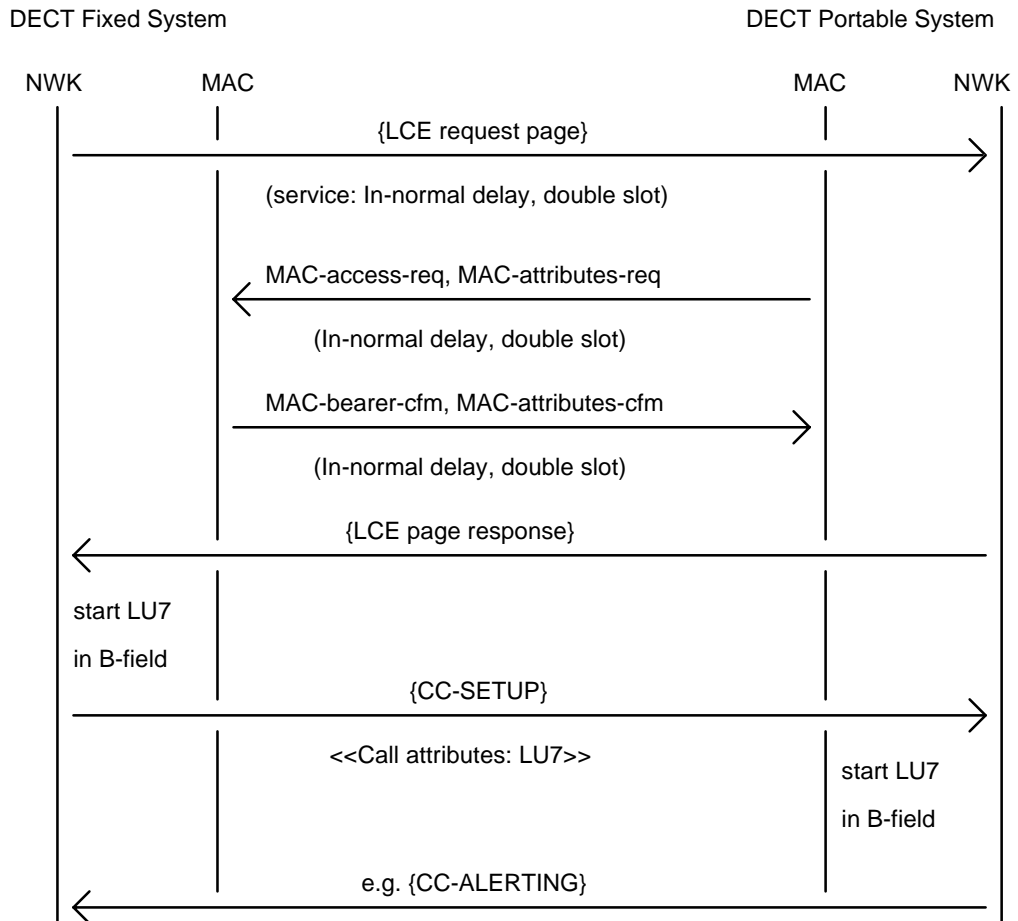 DECT Fixed System DECT Portable System
NWK MAC MAC NWK
{LCE request page}
(service: In-normal delay, double slot)
MAC-access-req, MAC-attributes-req
(In-normal delay, double slot)
MAC-bearer-cfm, MAC-attributes-cfm
(In-normal delay, double slot)
{LCE page response}
start LU7
in B-field
{CC-SETUP}
<<Call attributes: LU7>>
start LU7
in B-field
e.g. {CC-ALERTING}